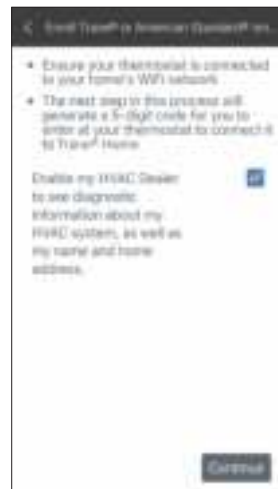 Enroll Trane® or American Standard® ...
• Ensure your thermostat is connected
to your home's WiFi network
• The next step in this process will
generate a 5-digit code for you to
enter at your thermostat to connect it
to Trane® Home
Enable my HVAC Dealer
to see diagnostic
information about my
HVAC system, as well as
my name and home
address.
Continue